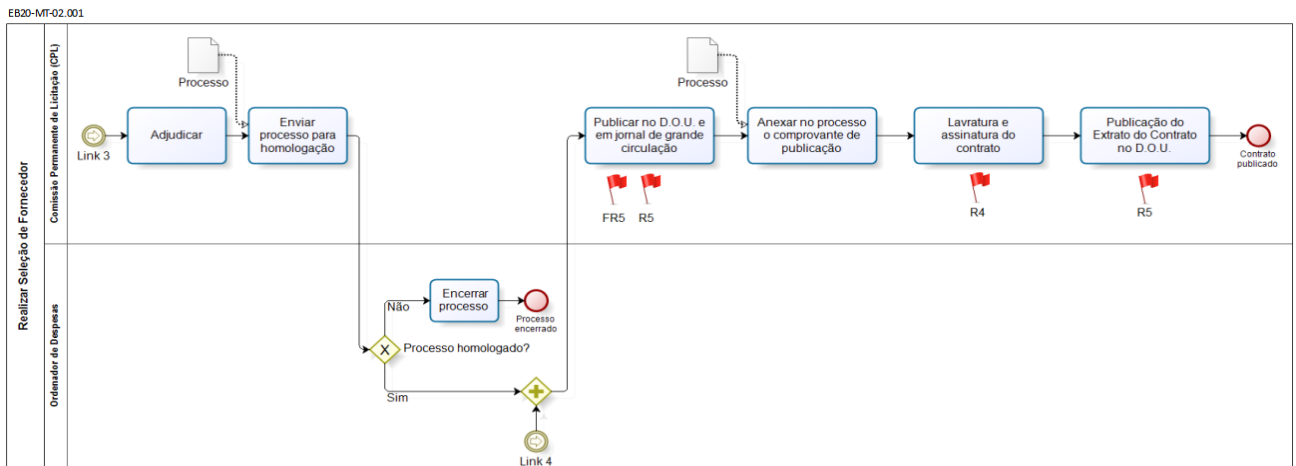 EB20-MT-02.001
Realizar Seleção de Fornecedor
Comissão Permanente de Licitação (CPL)
Processo
Link 3
Adjudicar
Enviar
processo para
homologação
Publicar no D.O.U. e
em jornal de grande
circulação
FR5
R5
Processo
Anexar no processo
o comprovante de
publicação
Lavratura e
assinatura do
contrato
R4
Publicação do
Extrato do Contrato
no D.O.U.
R5
Contrato
publicado
Ordenador de Despesas
Não
Encerrar
processo
Processo
encerrado
X
Processo homologado?
Sim
Link 4